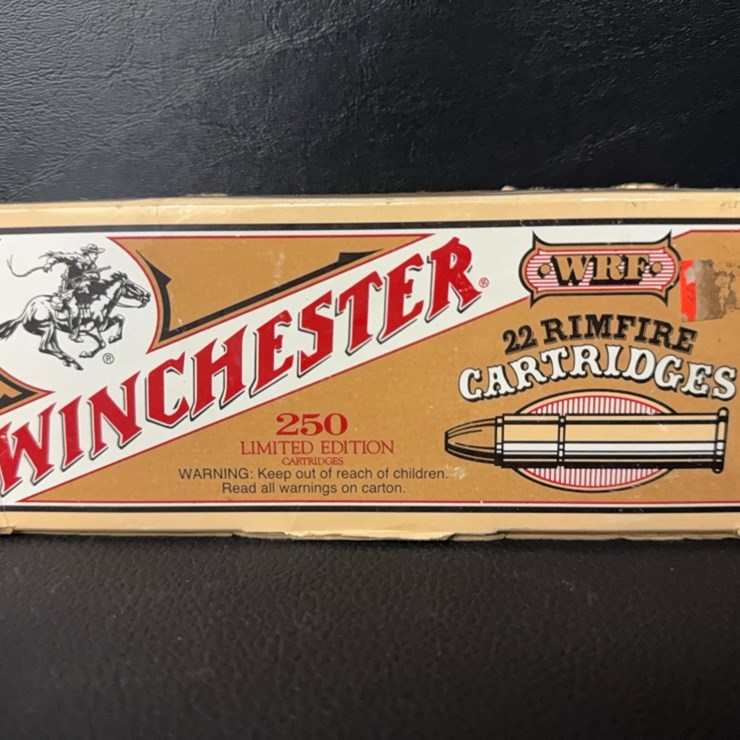 WINCHESTER®
®
•WRF•
22 RIMFIRE
CARTRIDGES
250
LIMITED EDITION
CARTRIDGES
WARNING: Keep out of reach of children.
Read all warnings on carton.